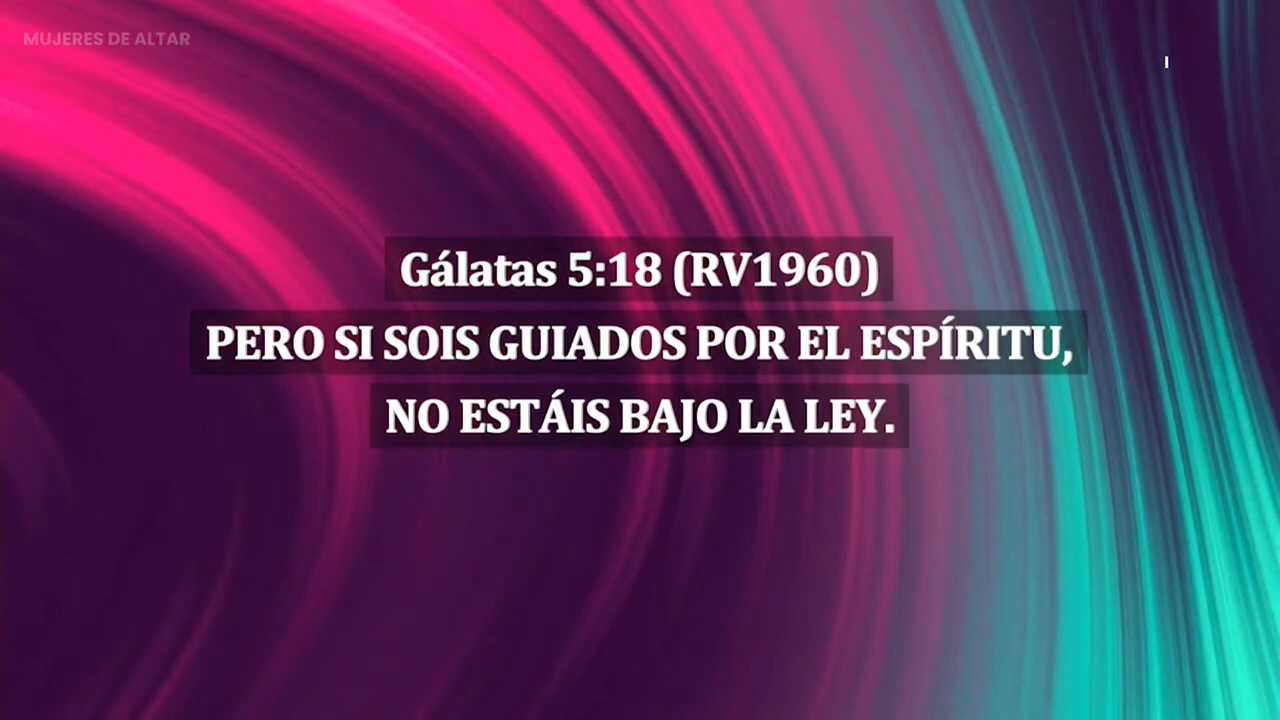 MUJERES DE ALTAR
Gálatas 5:18 (RV1960)
PERO SI SOIS GUIADOS POR EL ESPÍRITU,
NO ESTÁIS BAJO LA LEY.